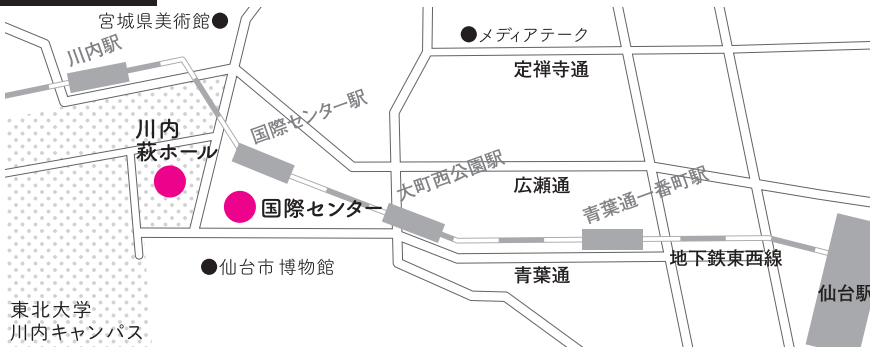 宮城県美術館
メディアテーク
川内駅
定禅寺通
国際センター駅
川内
萩ホール
大町西公園駅
広瀬通
青葉通一番町駅
国際センター
地下鉄東西線
仙台市博物館
青葉通
仙台駅
東北大学
川内キャンパス